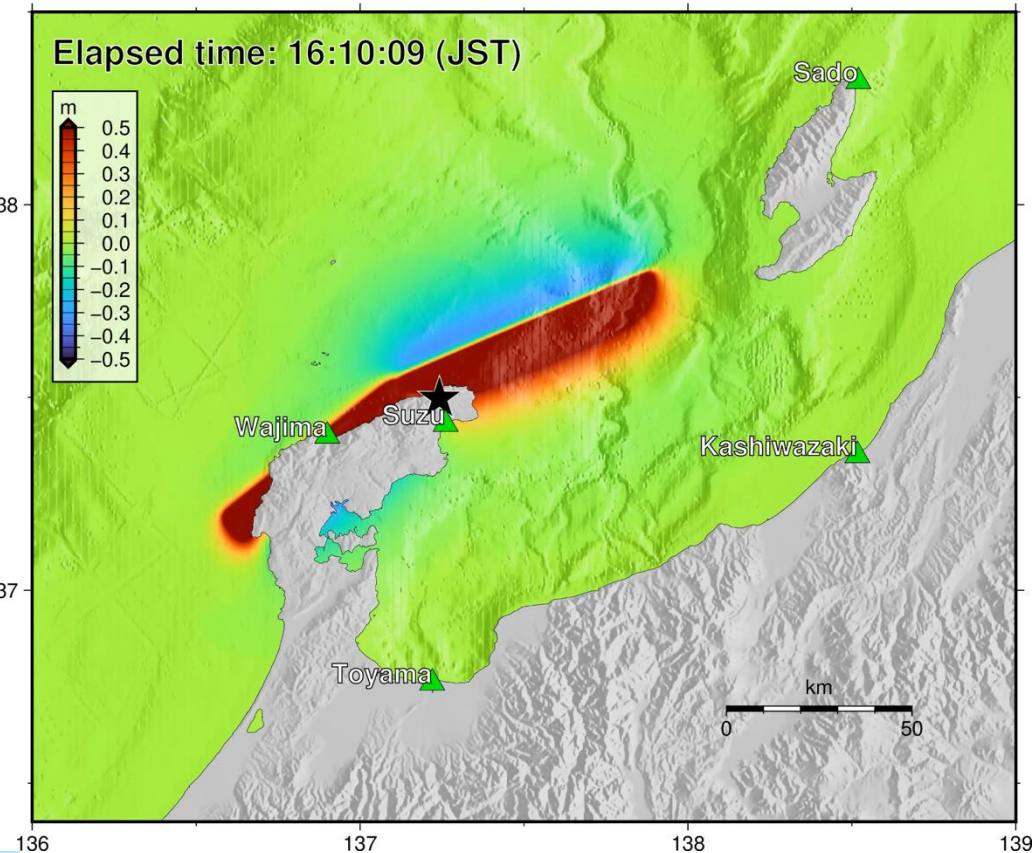 Elapsed time: 16:10:09 (JST)
m
0.5
0.4
0.3
0.2
0.1
0.0
−0.1
−0.2
−0.3
−0.4
−0.5
Sado
38
Suzu
Wajima
Kashiwazaki
37
Toyama
km
0 50
136 137 138 139